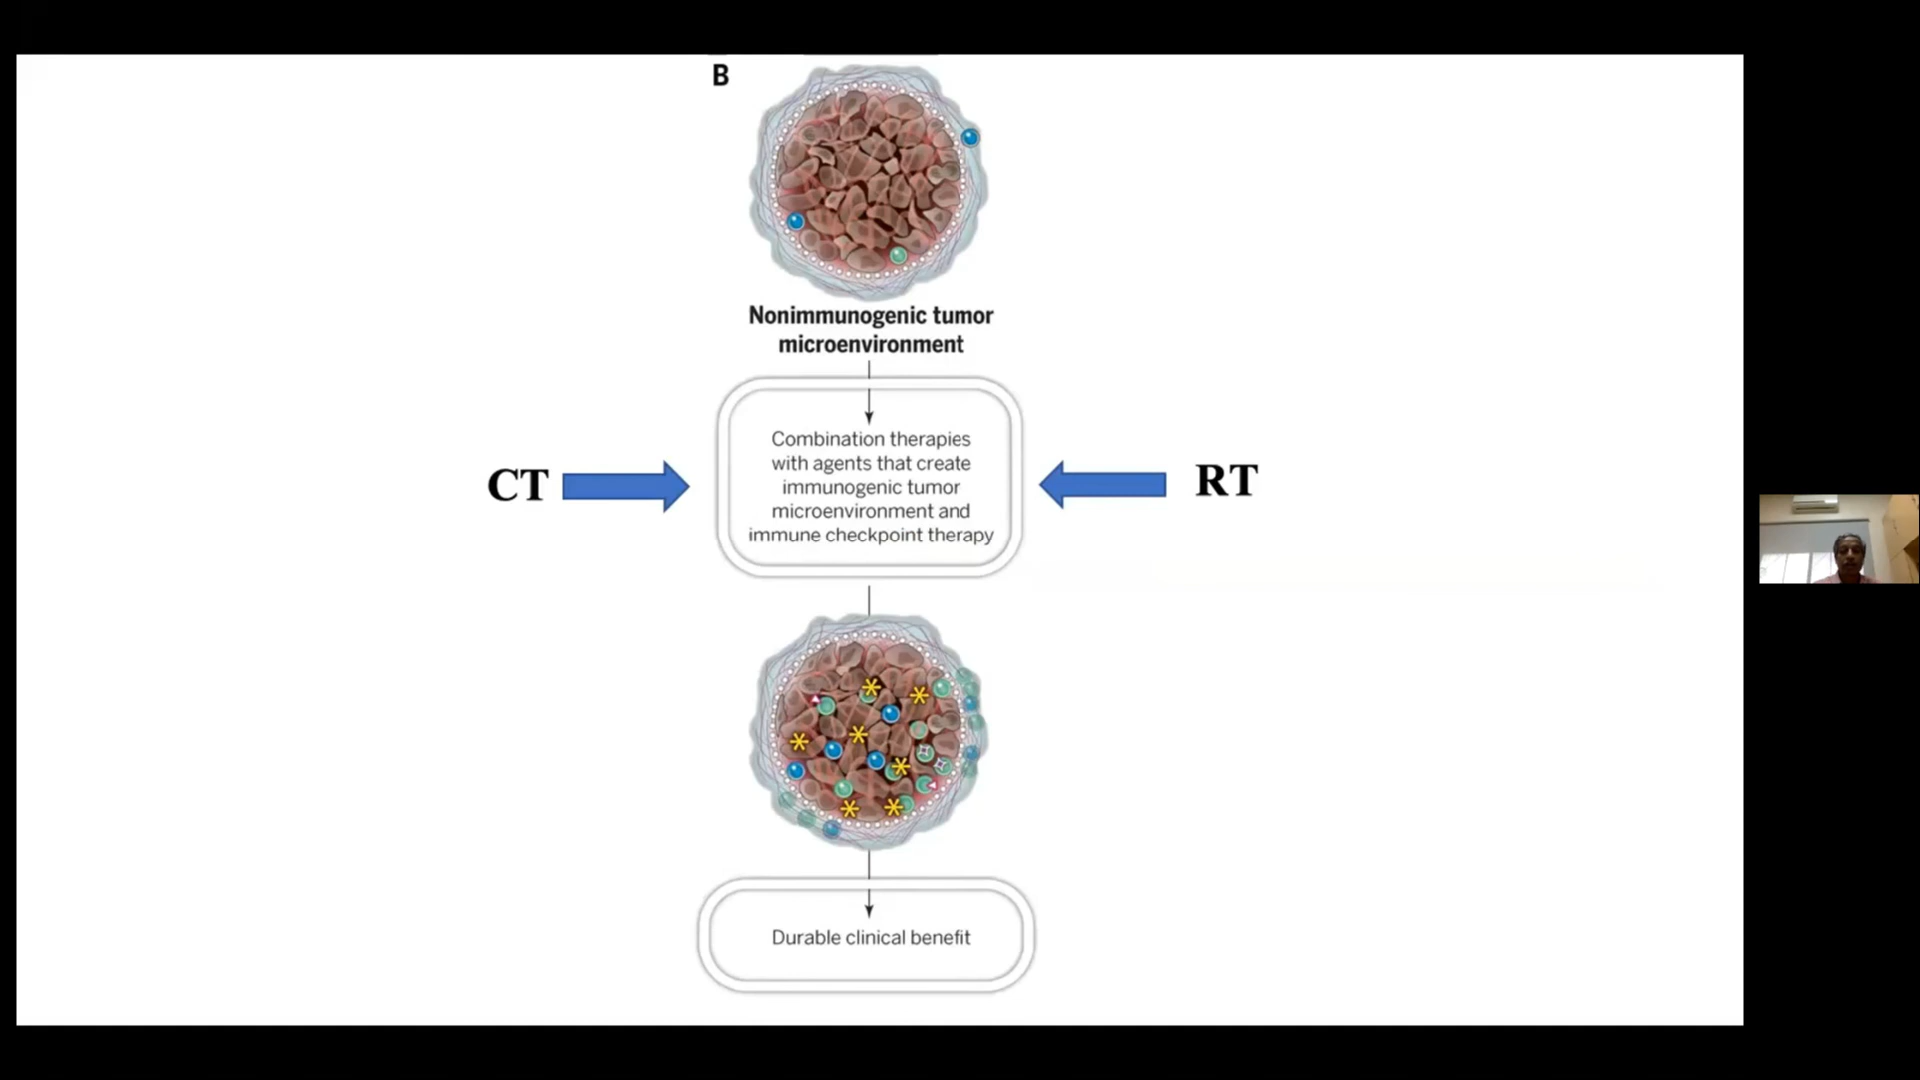 B
Nonimmunogenic tumor
microenvironment
Combination therapies
with agents that create
immunogenic tumor
microenvironment and
immune checkpoint therapy
CT
RT
Durable clinical benefit